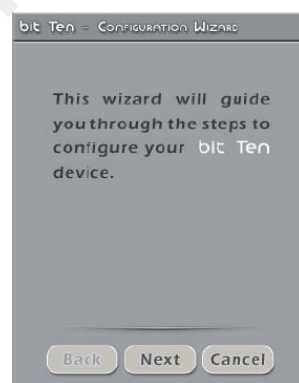 bit Ten - Configuration Wizard
This wizard will guide
you through the steps to
configure your bit Ten
device.
Back Next Cancel